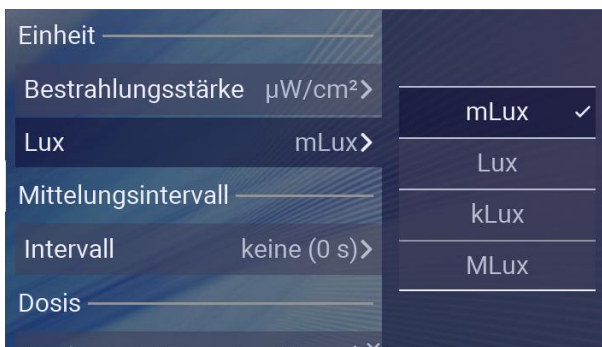 Einheit
Bestrahlungsstärke µW/cm²
Lux mLux
Mittelungsintervall
Intervall keine (0 s)
Dosis
mLux
Lux
kLux
MLux